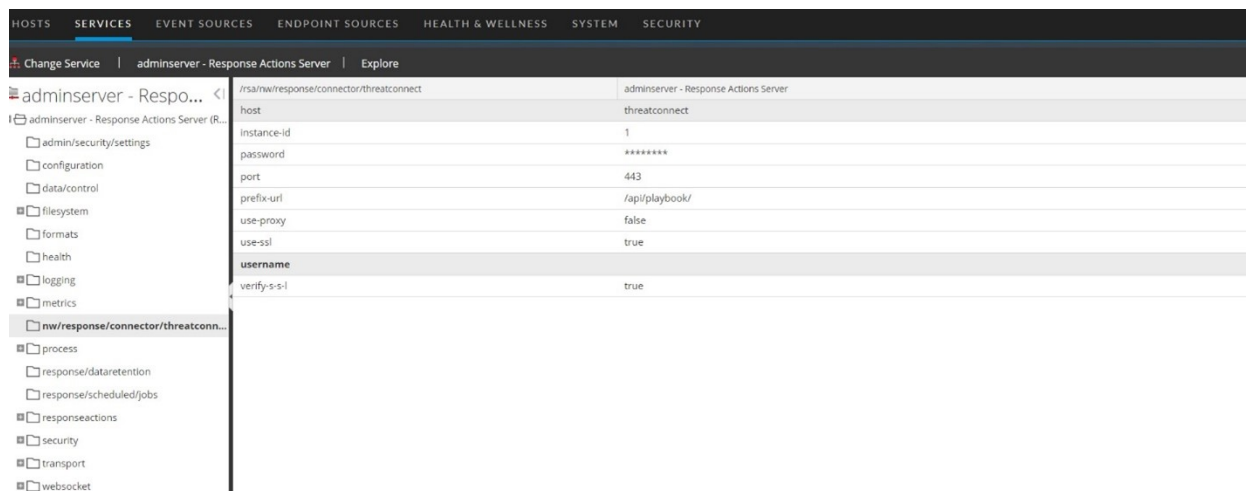 HOSTS SERVICES EVENT SOURCES ENDPOINT SOURCES HEALTH & WELLNESS SYSTEM SECURITY
Change Service | adminserver - Response Actions Server | Explore
adminserver - Respo...
adminserver - Response Actions Server (R...
admin/security/settings
configuration
data/control
filesystem
formats
health
logging
metrics
nw/response/connector/threatconn...
process
response/dataretention
response/scheduled/jobs
responseactions
security
transport
websocket
/rsa/nw/response/connector/threatconnect adminserver - Response Actions Server
host threatconnect
instance-id 1
password ********
port 443
prefix-url /api/playbook/
use-proxy false
use-ssl true
username
verify-s-s-l true